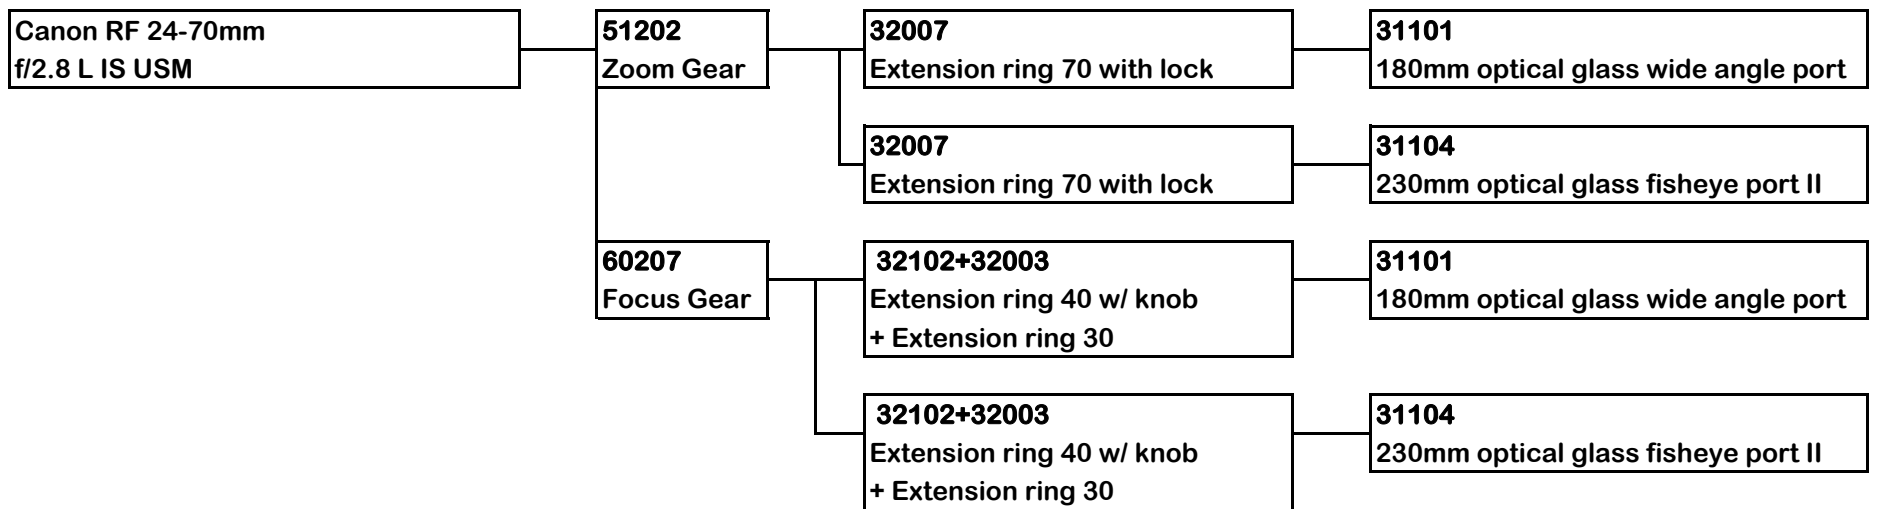 Canon RF 24-70mm
f/2.8 L IS USM
51202
Zoom Gear
32007
Extension ring 70 with lock
31101
180mm optical glass wide angle port
32007
Extension ring 70 with lock
31104
230mm optical glass fisheye port II
60207
Focus Gear
32102+32003
Extension ring 40 w/ knob
+ Extension ring 30
31101
180mm optical glass wide angle port
32102+32003
Extension ring 40 w/ knob
+ Extension ring 30
31104
230mm optical glass fisheye port II